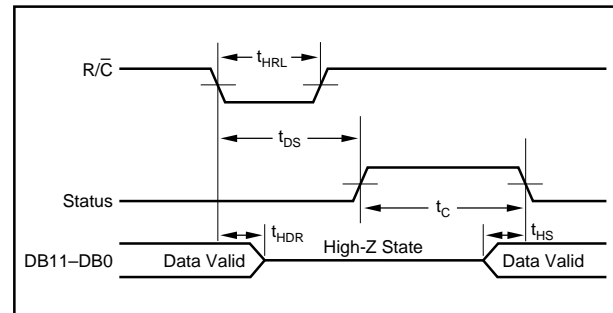 R/C̅
tHRL
tDS
Status
tC
tHDR
tHS
High-Z State
DB11–DB0
Data Valid
Data Valid